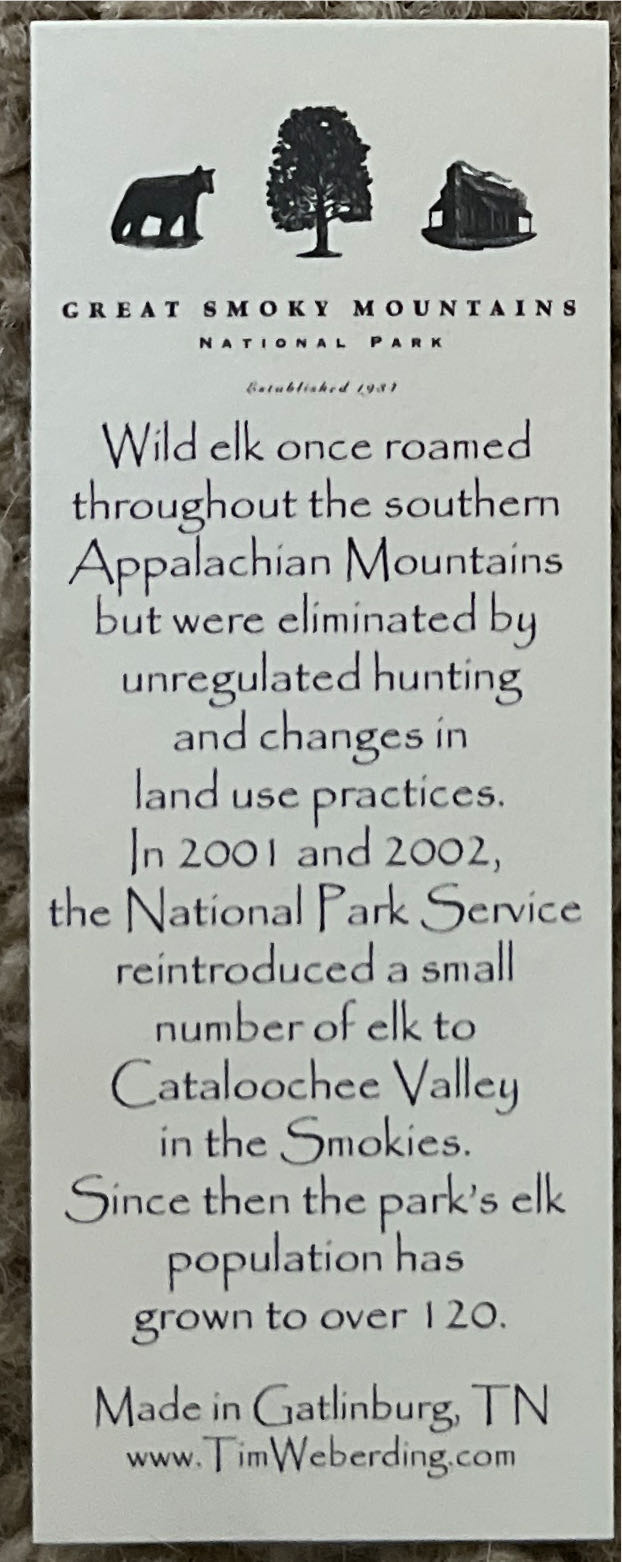 GREAT SMOKY MOUNTAINS
NATIONAL PARK
Established 1931
Wild elk once roamed
throughout the southern
Appalachian Mountains
but were eliminated by
unregulated hunting
and changes in
land use practices.
In 2001 and 2002,
the National Park Service
reintroduced a small
number of elk to
Cataloochee Valley
in the Smokies.
Since then the park's elk
population has
grown to over 120.
Made in Gatlinburg, TN
www.TimWeberding.com